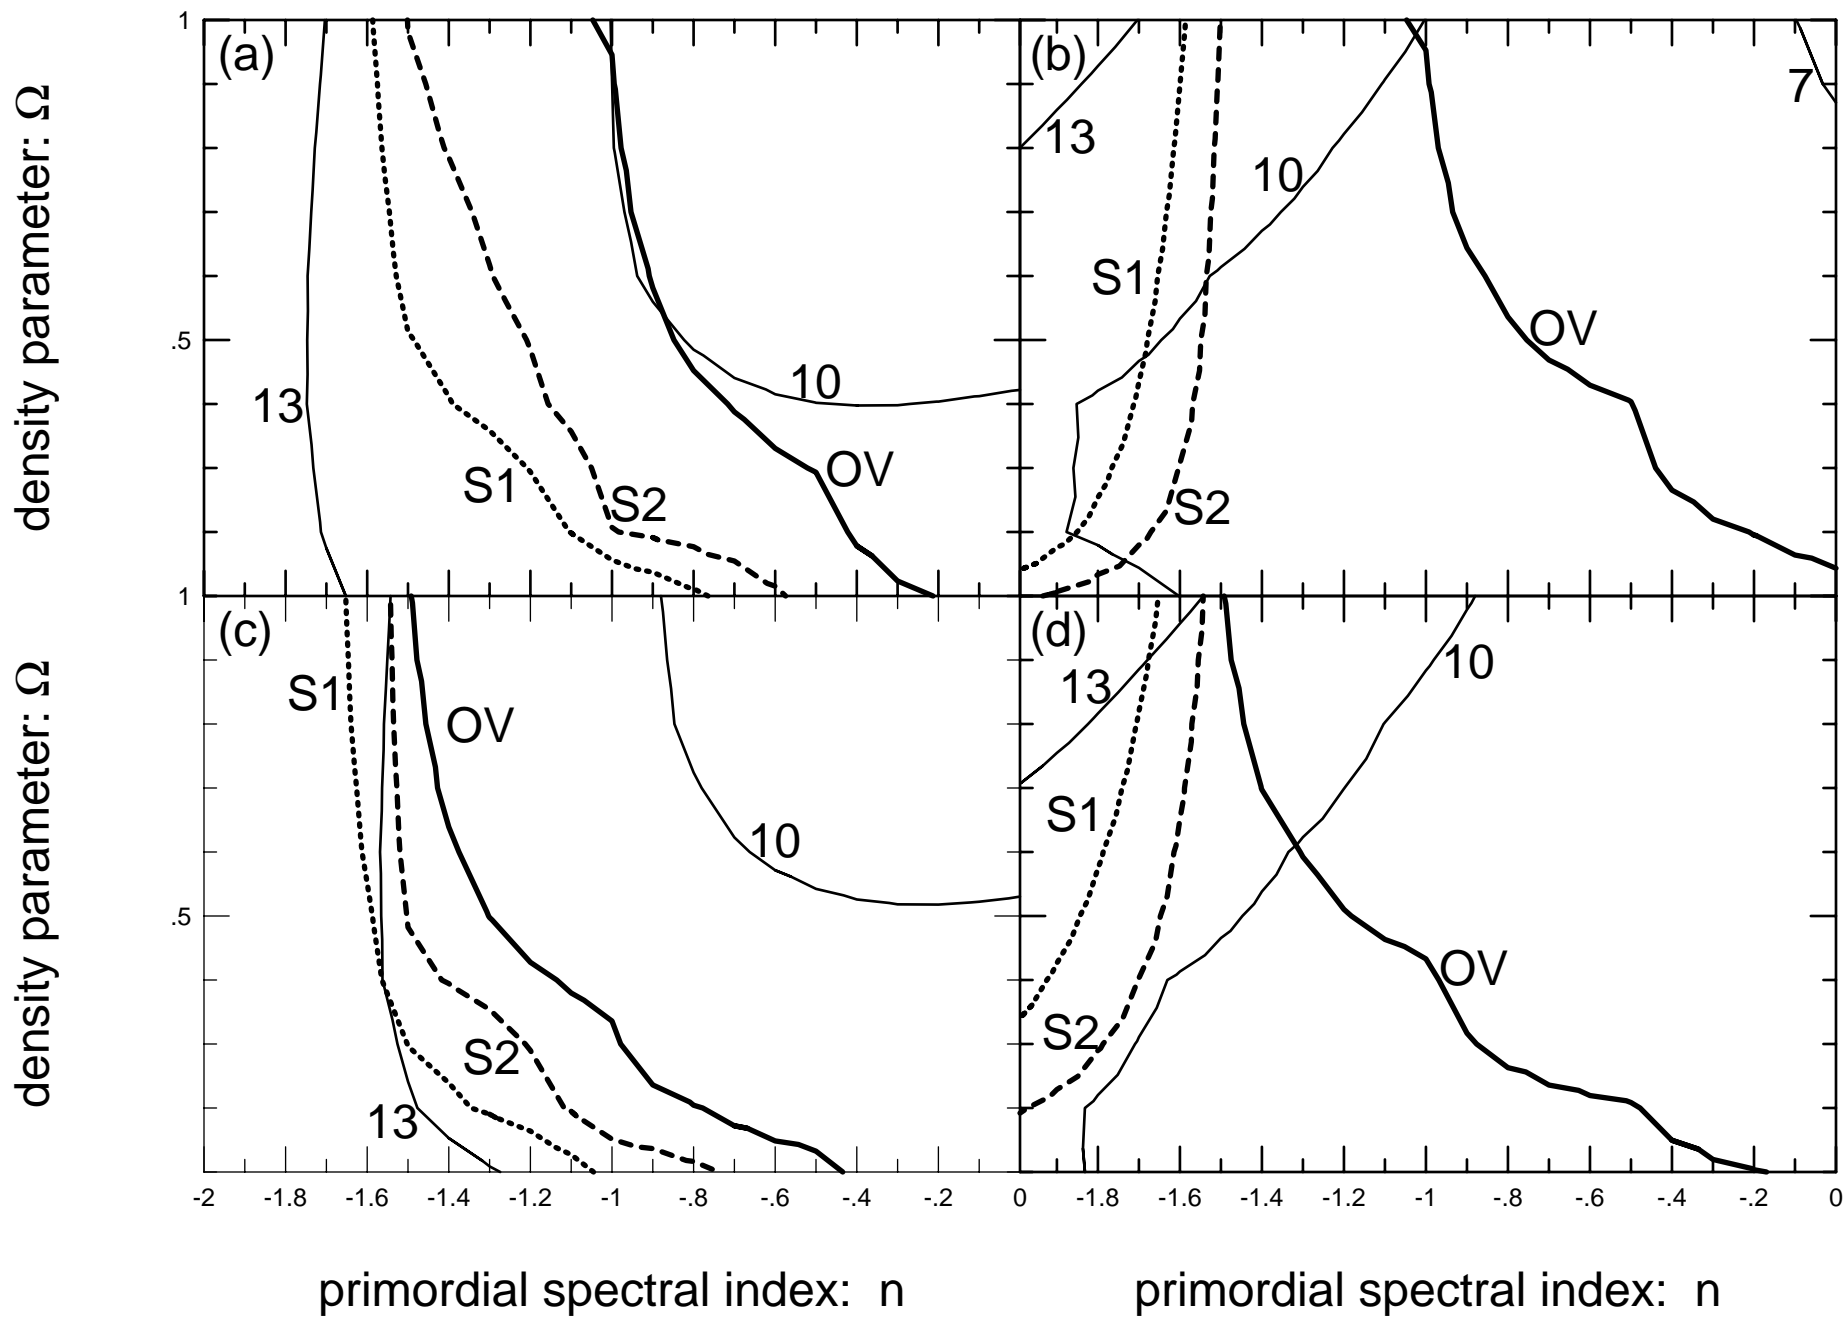 1
(a)
(b)
7
13
10
density parameter: Ω
S1
OV
.5
10
13
OV
S1
S2
S2
1
(c)
(d)
S1
13
10
OV
density parameter: Ω
S1
10
.5
OV
S2
S2
13
-2 -1.8 -1.6 -1.4 -1.2 -1 -.8 -.6 -.4 -.2 0 -1.8 -1.6 -1.4 -1.2 -1 -.8 -.6 -.4 -.2 0
primordial spectral index: n
primordial spectral index: n